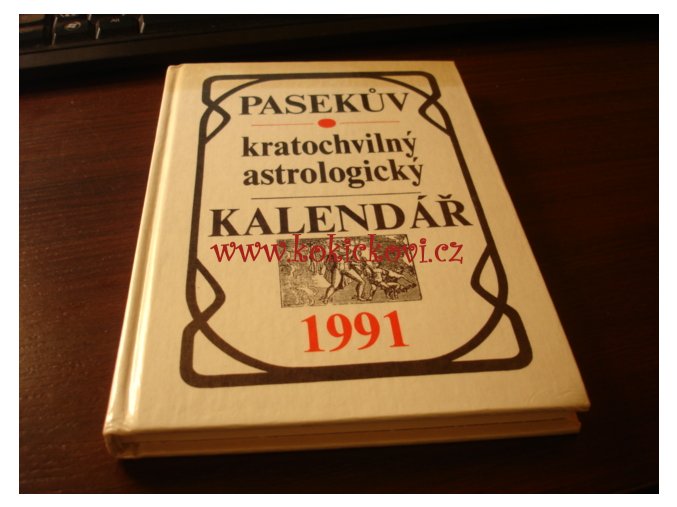 PASEKŮV
kratochvilný
astrologický
KALENDÁŘ
www.kokickovi.cz
1991